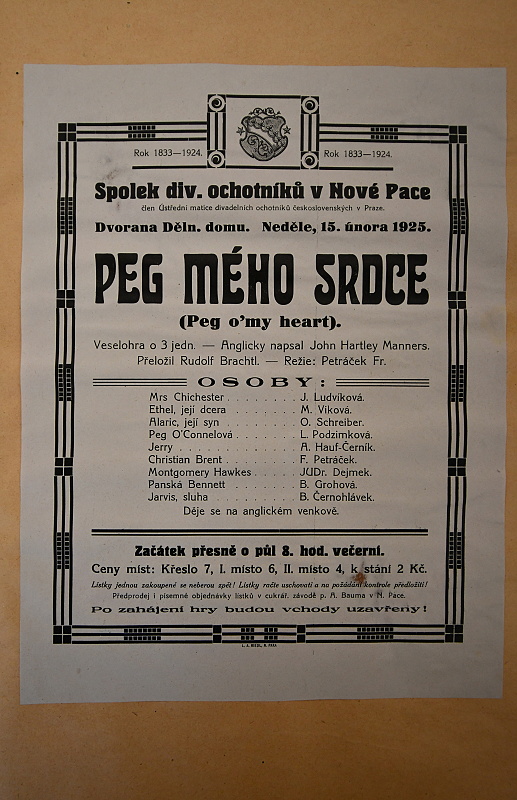 Rok 1833—1924. Rok 1833—1924.
Spolek div. ochotníků v Nové Pace
člen Ústřední matice divadelních ochotníků československých v Praze.
Dvorana Děln. domu. Neděle, 15. února 1925.
PEG MÉHO SRDCE
(Peg o'my heart).
Veselohra o 3 jedn. — Anglicky napsal John Hartley Manners.
Přeložil Rudolf Brachtl. — Režie: Petráček Fr.
OSOBY:
Mrs Chichester . . . . . . . . J. Ludvíková.
Ethel, její dcera . . . . . . . M. Viková.
Alaric, její syn . . . . . . . . O. Schreiber.
Peg O'Connelová . . . . . . . L. Podzimková.
Jerry . . . . . . . . . . . . . A. Hauf-Černík.
Christian Brent . . . . . . . . F. Petráček.
Montgomery Hawkes . . . . . JUDr. Dejmek.
Panská Bennett . . . . . . . B. Grohová.
Jarvis, sluha . . . . . . . . B. Černohlávek.
Děje se na anglickém venkově.
Začátek přesně o půl 8. hod. večerní.
Ceny míst: Křeslo 7, I. místo 6, II. místo 4, k stání 2 Kč.
Lístky jednou zakoupené se neberou zpět! Lístky račte uschovati a na požádání kontrole předložiti!
Předprodej i písemné objednávky lístků v cukrář. závodě p. A. Bauma v N. Pace.
Po zahájení hry budou vchody uzavřeny!